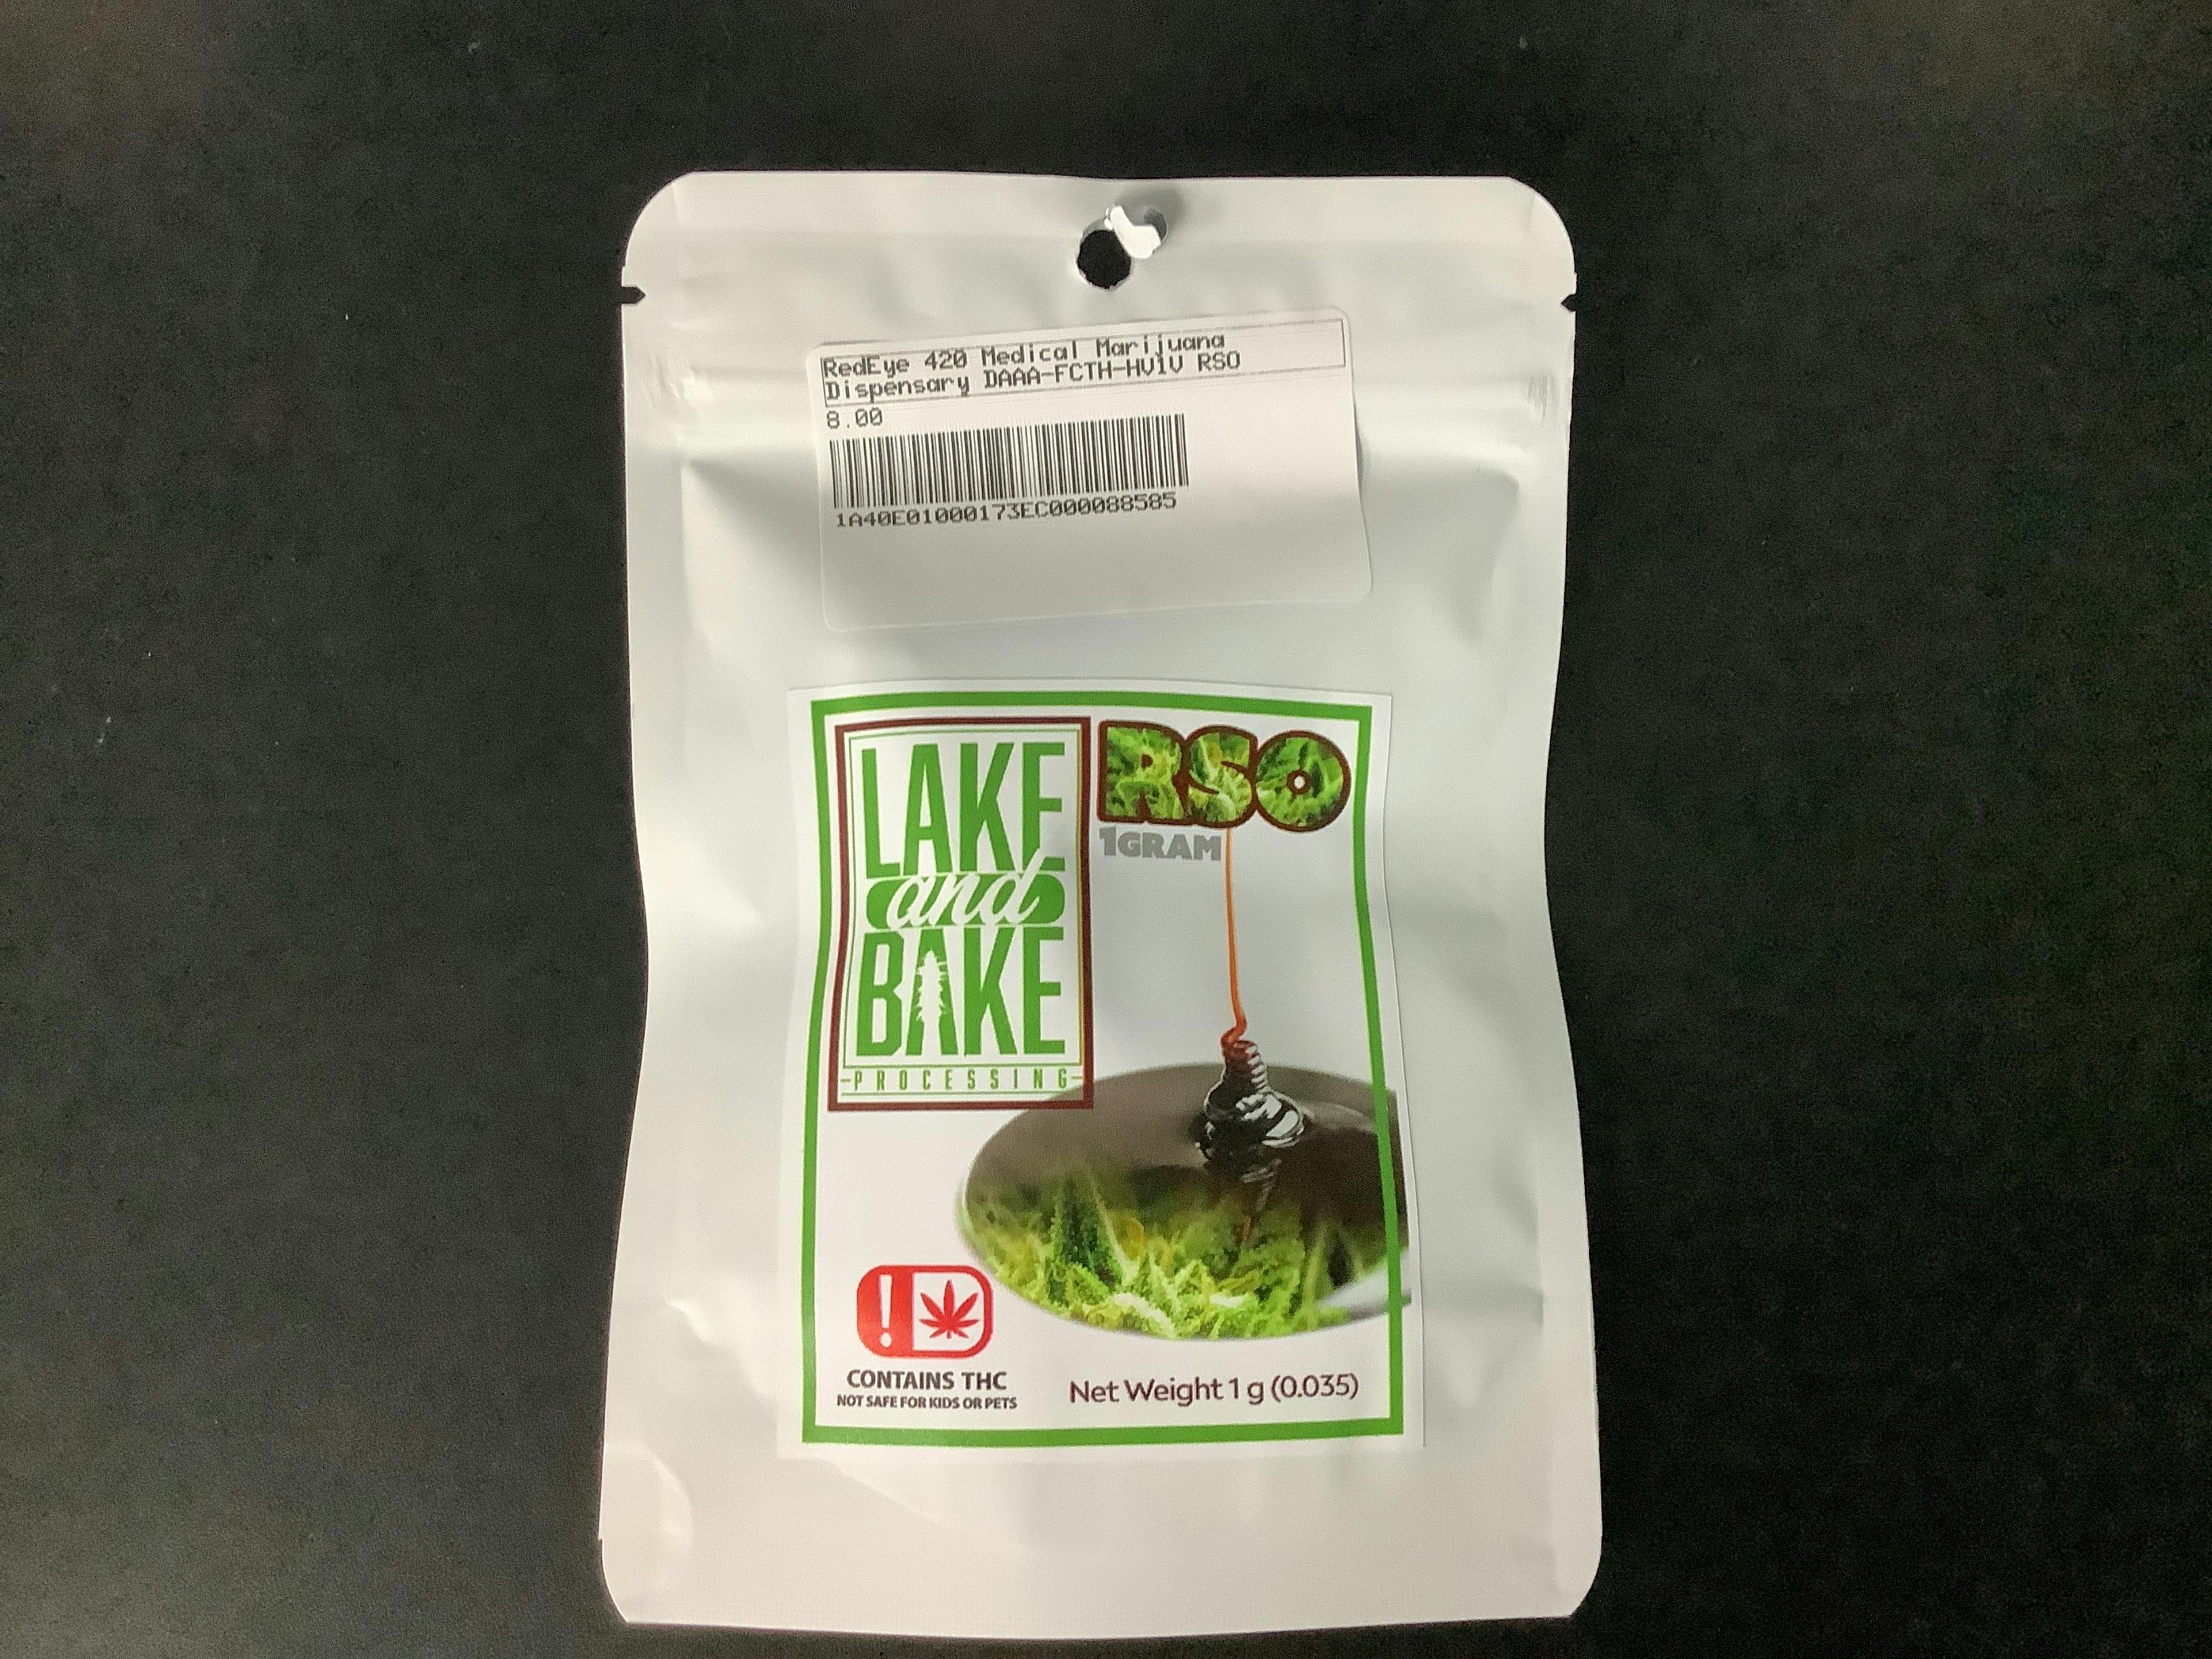 RedEye 420 Medical Marijuana
Dispensary DAAA-FCTH-HV1V RSO
8.00
1A40E01000173EC000088585
LAKE
and
BAKE
PROCESSING
RSO
1GRAM
CONTAINS THC
NOT SAFE FOR KIDS OR PETS
Net Weight 1 g (0.035)